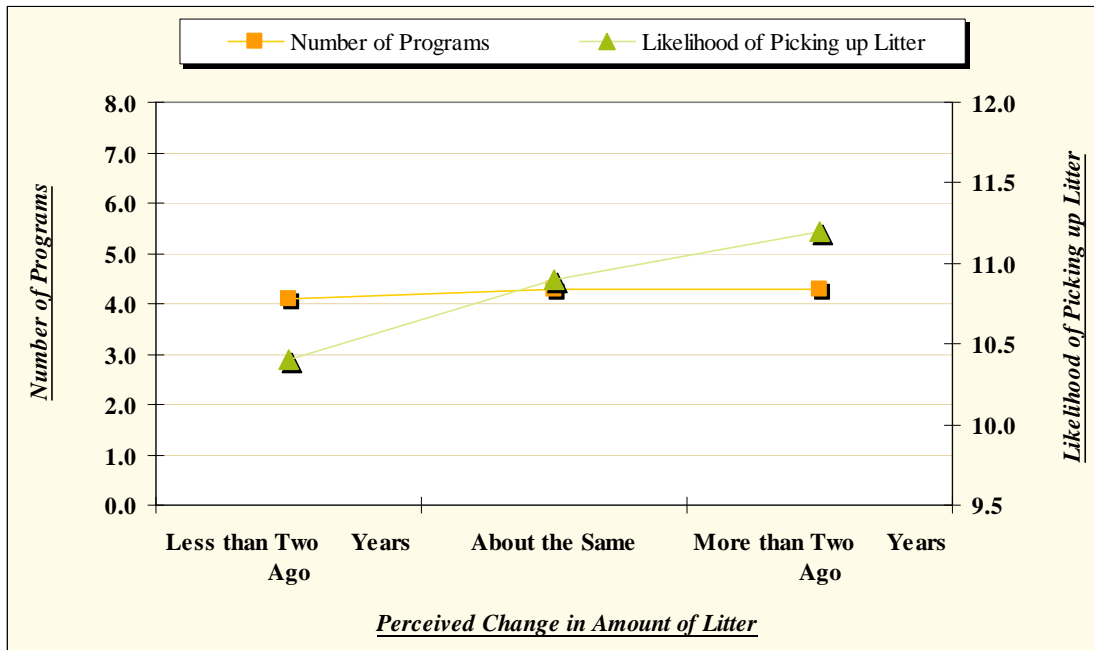 Number of Programs Likelihood of Picking up Litter
8.0
7.0
6.0
5.0
4.0
3.0
2.0
1.0
0.0
Number of Programs
12.0
11.5
11.0
10.5
10.0
9.5
Likelihood of Picking up Litter
Less than Two Years
Ago
About the Same
More than Two Years
Ago
Perceived Change in Amount of Litter